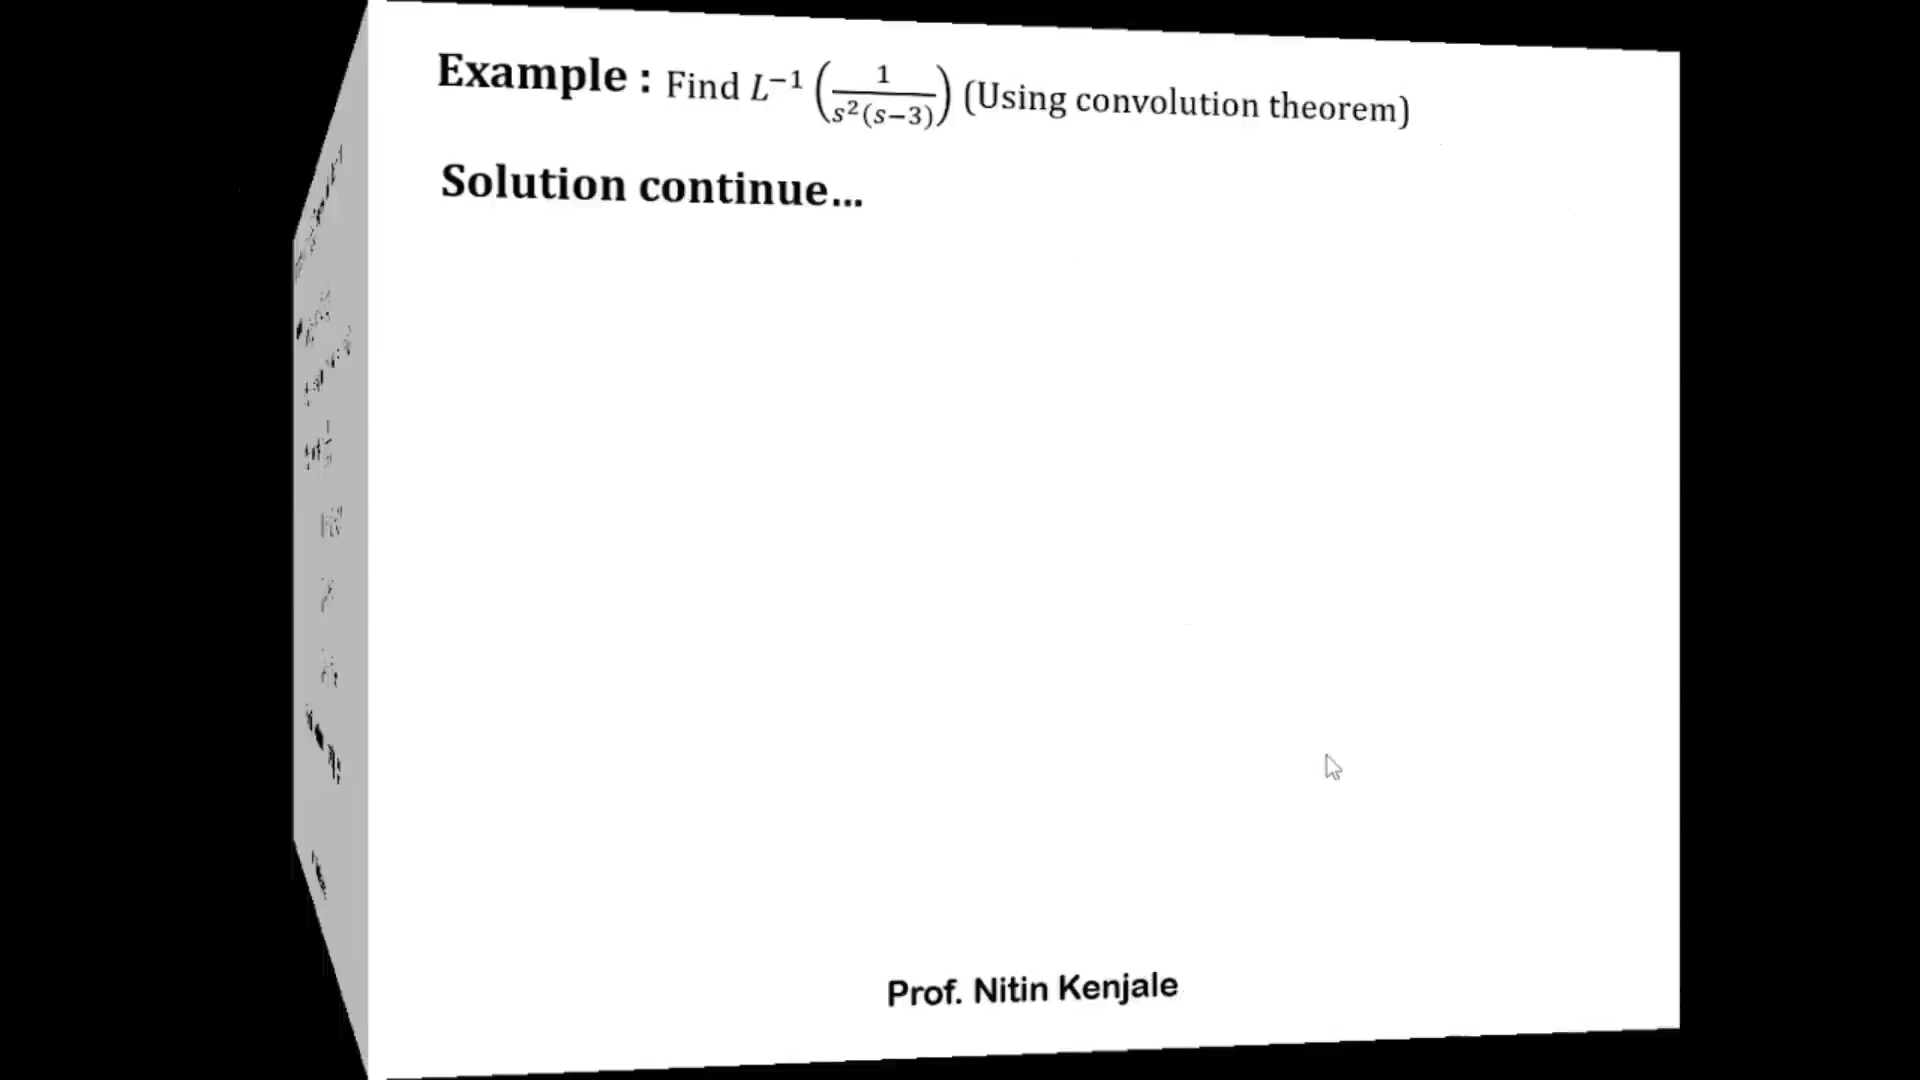 Example : Find L⁻¹ (1/(s²(s−3))) (Using convolution theorem)
Solution continue...
Prof. Nitin Kenjale